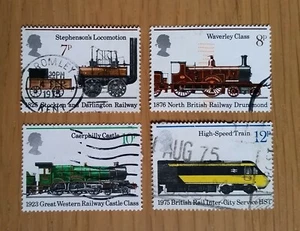 Stephenson's Locomotion
7p
1825 Stockton and Darlington Railway
Waverley Class
8p
1876 North British Railway Drummond
Caerphilly Castle
10p
1923 Great Western Railway Castle Class
High-Speed Train
12p
AUG 75
1975 British Rail Inter-City Service HST